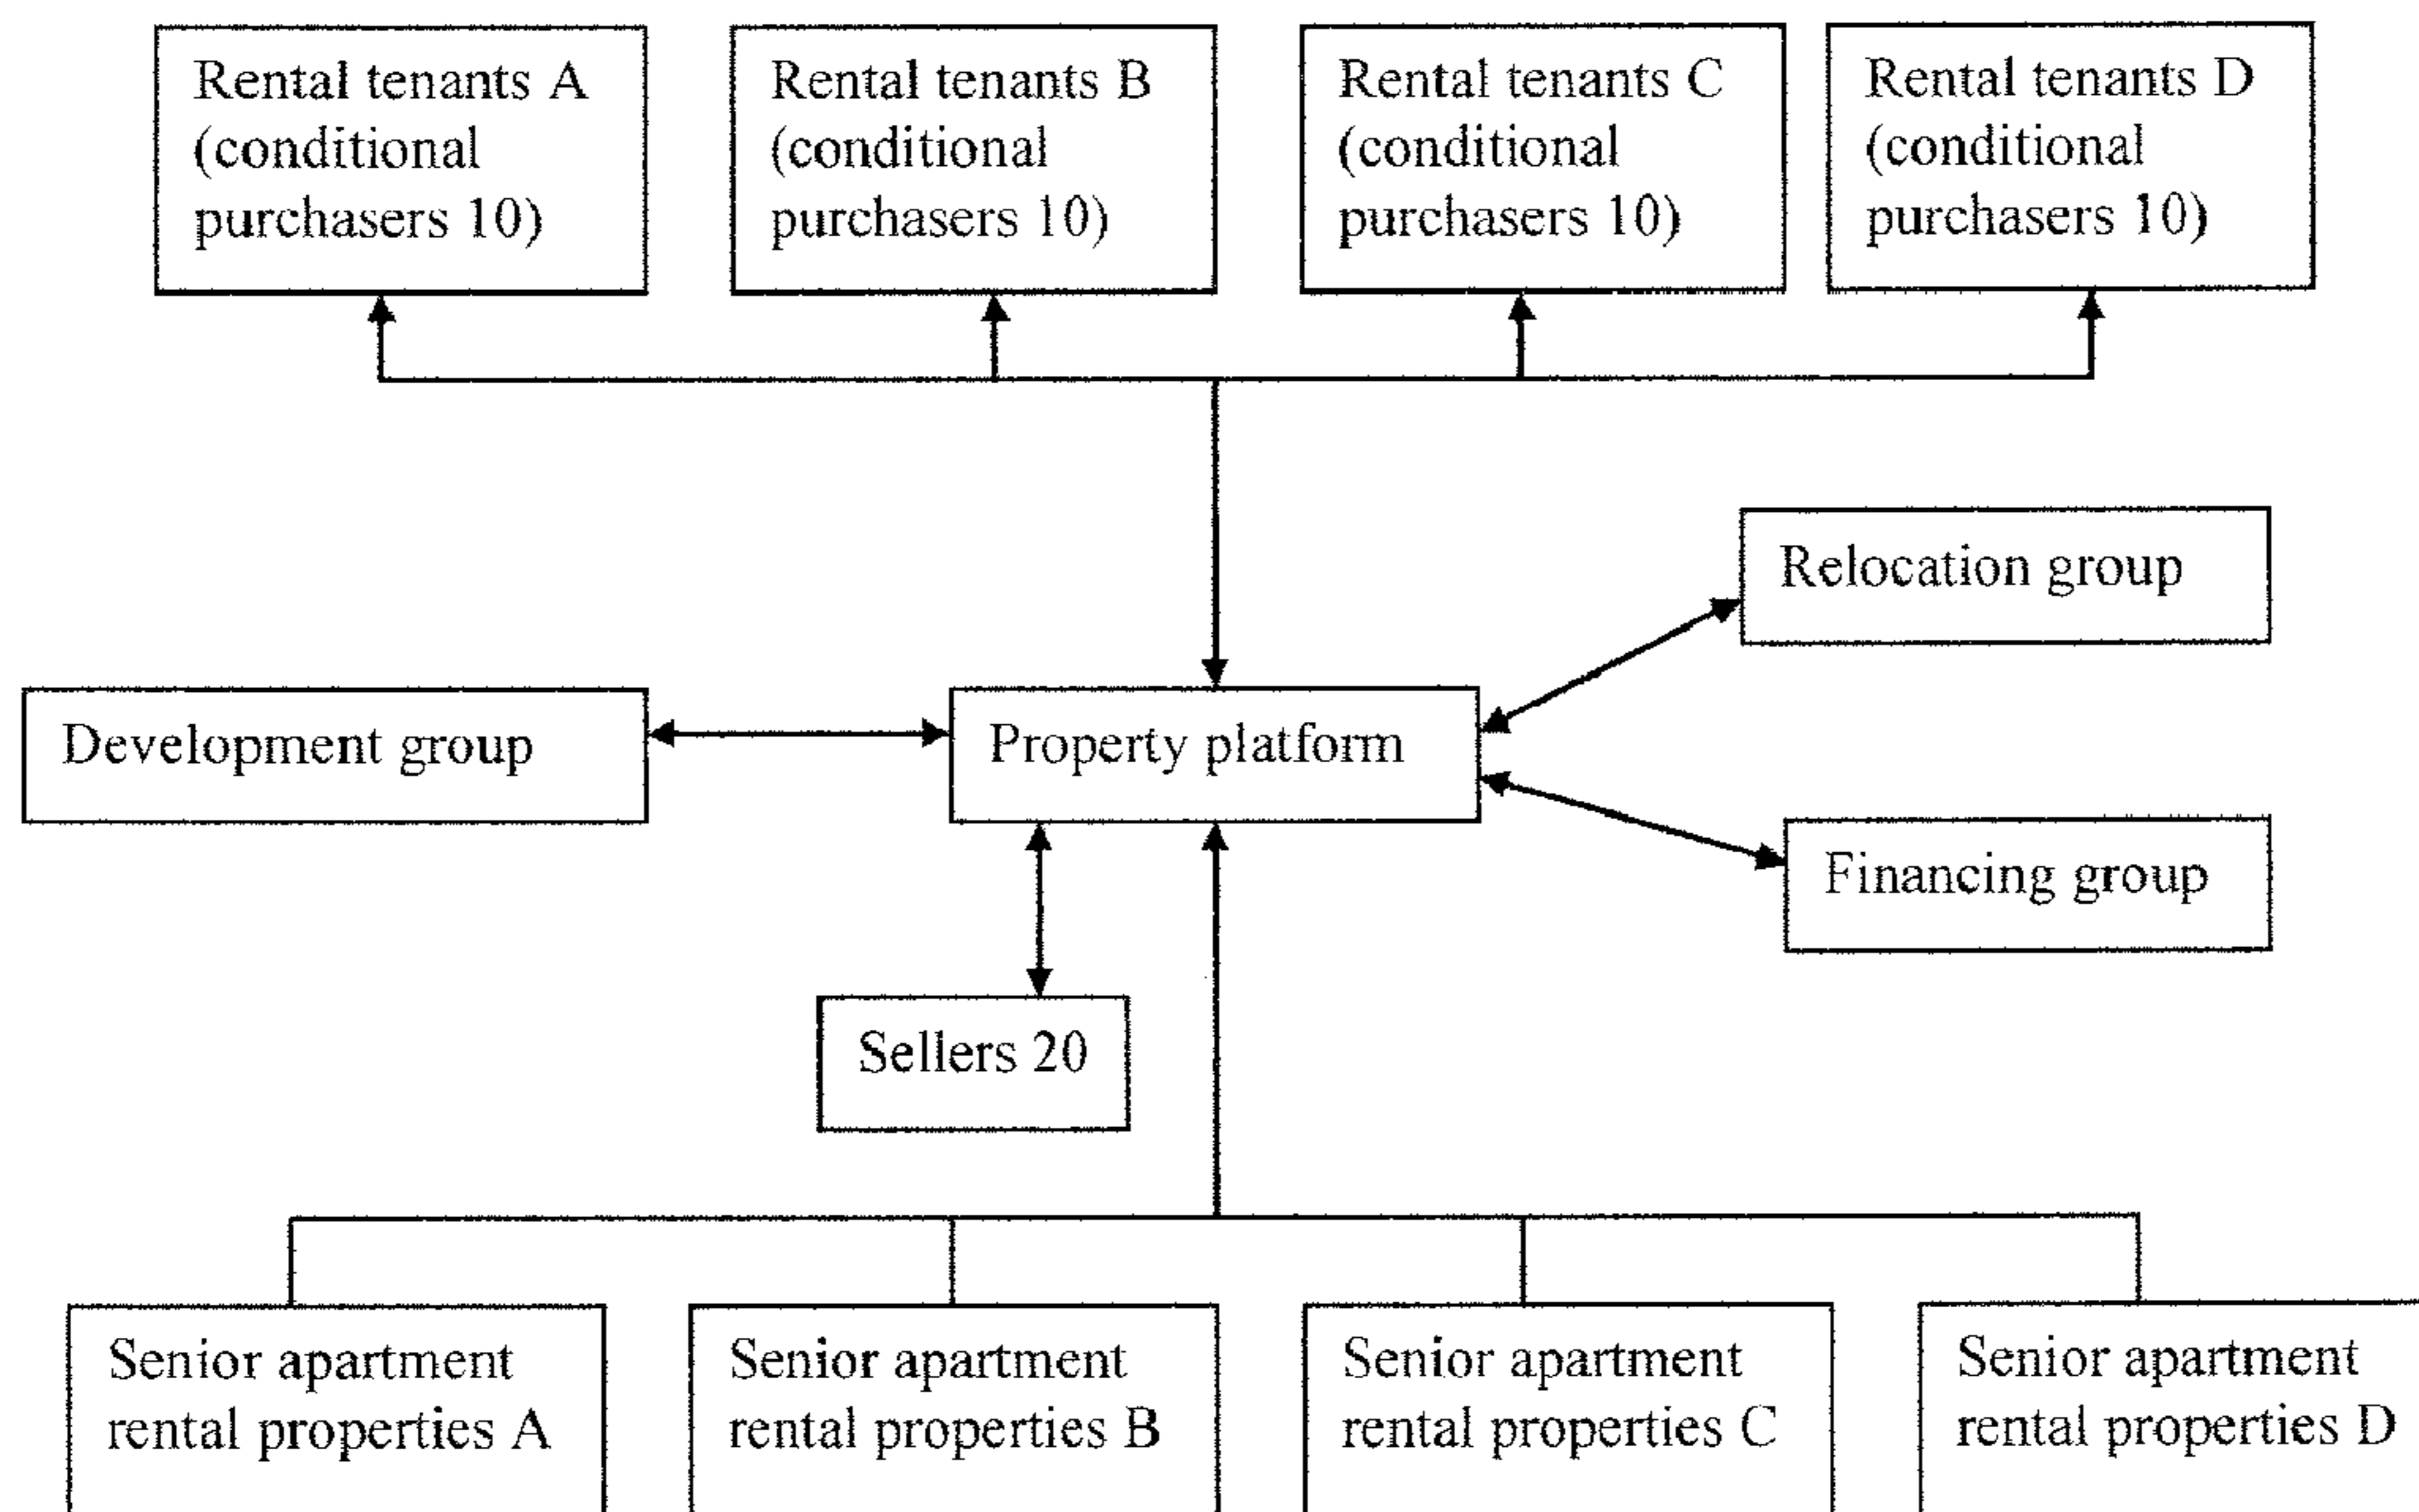 Rental tenants A
(conditional
purchasers 10)
Rental tenants B
(conditional
purchasers 10)
Rental tenants C
(conditional
purchasers 10)
Rental tenants D
(conditional
purchasers 10)
Relocation group
Development group
Property platform
Financing group
Sellers 20
Senior apartment
rental properties A
Senior apartment
rental properties B
Senior apartment
rental properties C
Senior apartment
rental properties D